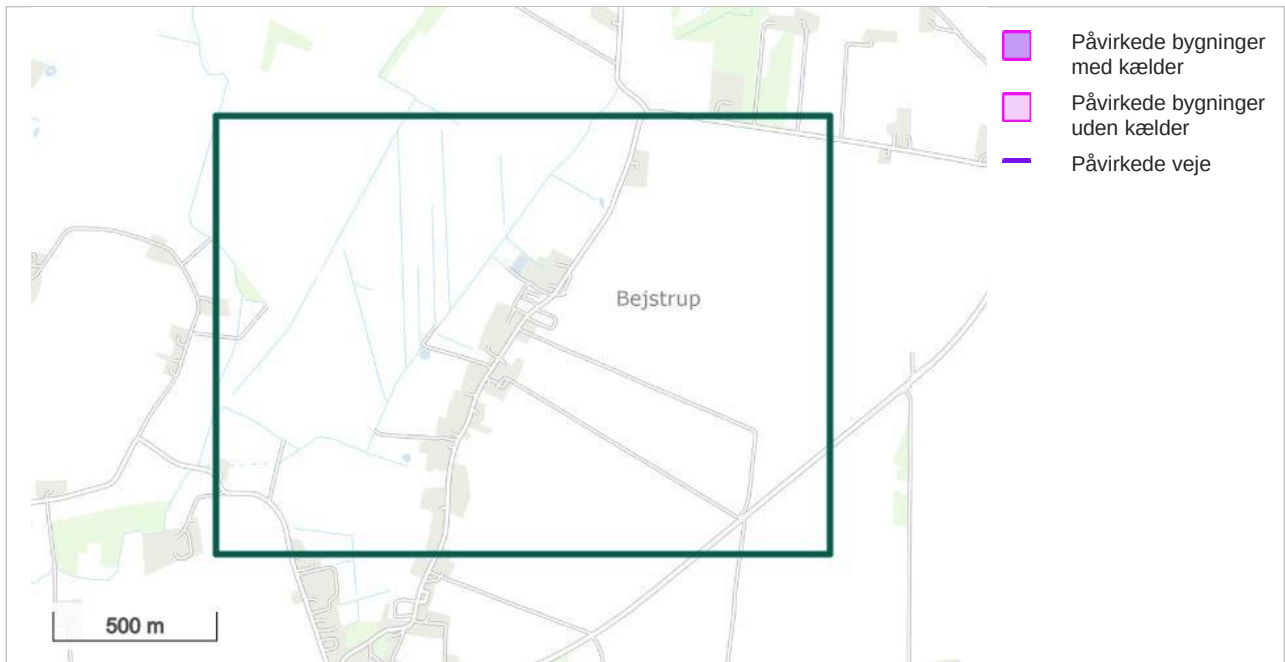 Påvirkede bygninger
med kælder
Påvirkede bygninger
uden kælder
Påvirkede veje
Bejstrup
500 m